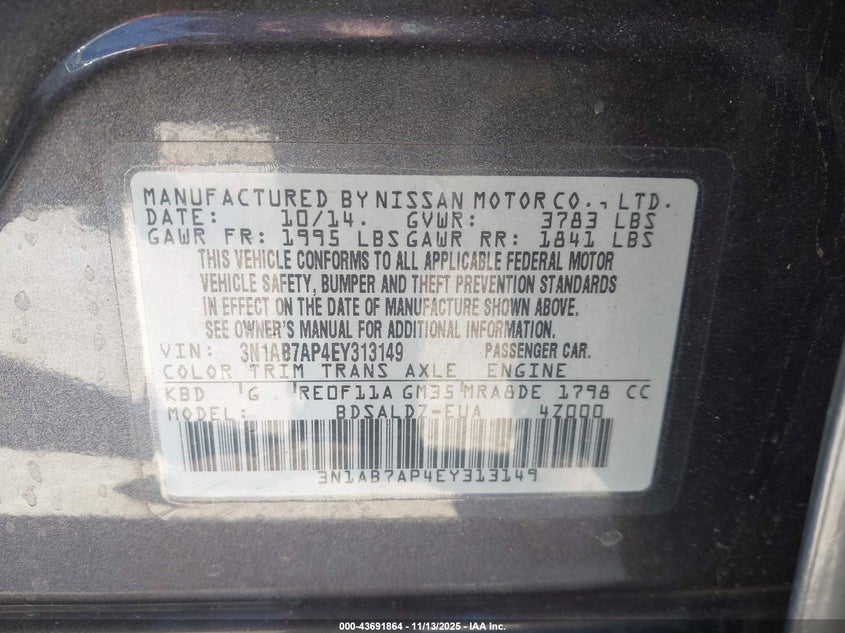 MANUFACTURED BY NISSAN MOTOR CO., LTD.
DATE: 10/14. GVWR: 3783 LBS
GAWR FR: 1995 LBS GAWR RR: 1841 LBS
THIS VEHICLE CONFORMS TO ALL APPLICABLE FEDERAL MOTOR
VEHICLE SAFETY, BUMPER AND THEFT PREVENTION STANDARDS
IN EFFECT ON THE DATE OF MANUFACTURE SHOWN ABOVE.
SEE OWNER'S MANUAL FOR ADDITIONAL INFORMATION.
VIN: 3N1AB7AP4EY313149 PASSENGER CAR.
COLOR TRIM TRANS AXLE ENGINE
KBD G RE0F11A GM35 MRA8DE 1798 CC
MODEL: BDSALDZ-EUA 4Z000
3N1AB7AP4EY313149
000-43691864 - 11/13/2025 - IAA Inc.